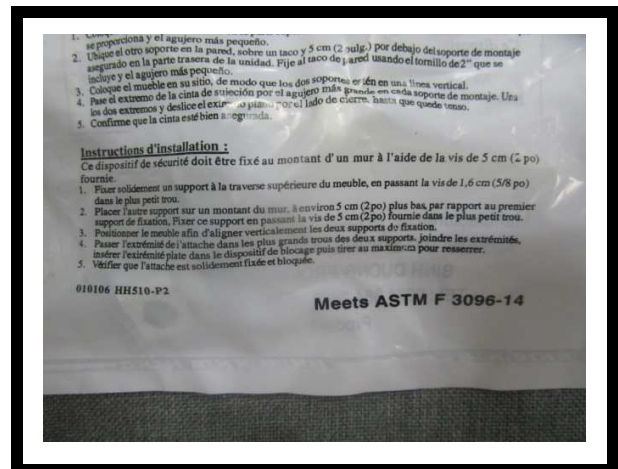 se proporciona y el agujero más pequeño.
2. Ubique el otro soporte en la pared, sobre un taco y 5 cm (2 pulg.) por debajo del soporte de montaje
asegurado en la parte trasera de la unidad. Fije al taco de pared usando el tornillo de 2" que se
incluye y el agujero más pequeño.
3. Coloque el mueble en su sitio, de modo que los dos soportes estén en una línea vertical.
4. Pase el extremo de la cinta de sujeción por el agujero más grande en cada soporte de montaje. Una
los dos extremos y deslice el extremo plano por el lado de cierre, hasta que quede tenso.
5. Confirme que la cinta esté bien asegurada.
Instructions d'installation :
Ce dispositif de sécurité doit être fixé au montant d'un mur à l'aide de la vis de 5 cm (2 po)
fournie.
1. Fixer solidement un support à la traverse supérieure du meuble, en passant la vis de 1,6 cm (5/8 po)
dans le plus petit trou.
2. Placer l'autre support sur un montant du mur, à environ 5 cm (2po) plus bas, par rapport au premier
support de fixation, Fixer ce support en passant la vis de 5 cm (2 po) fournie dans le plus petit trou.
3. Positionner le meuble afin d'aligner verticalement les deux supports de fixation.
4. Passer l'extrémité de l'attache dans les plus grands trous des deux supports. joindre les extrémités,
insérer l'exirémité plate dans le dispositif de blocage puis tirer au maximum pour resserrer.
5. Vérifier que l'attache est solidement fixée et bloquée.
010106 HH510-P2
Meets ASTM F 3096-14